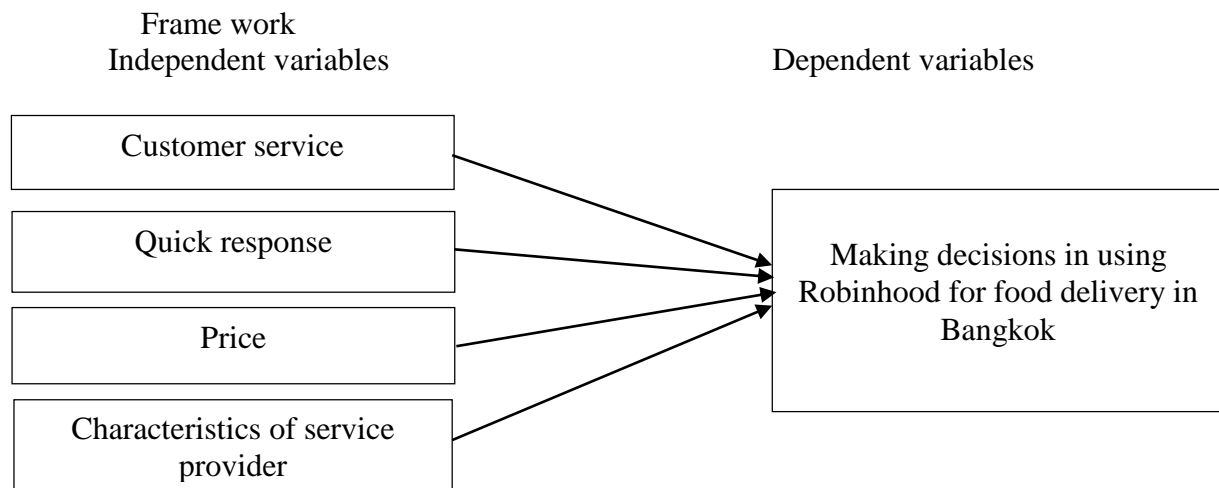 Frame work
Independent variables
Dependent variables
Customer service
Quick response
Price
Characteristics of service
provider
Making decisions in using
Robinhood for food delivery in
Bangkok